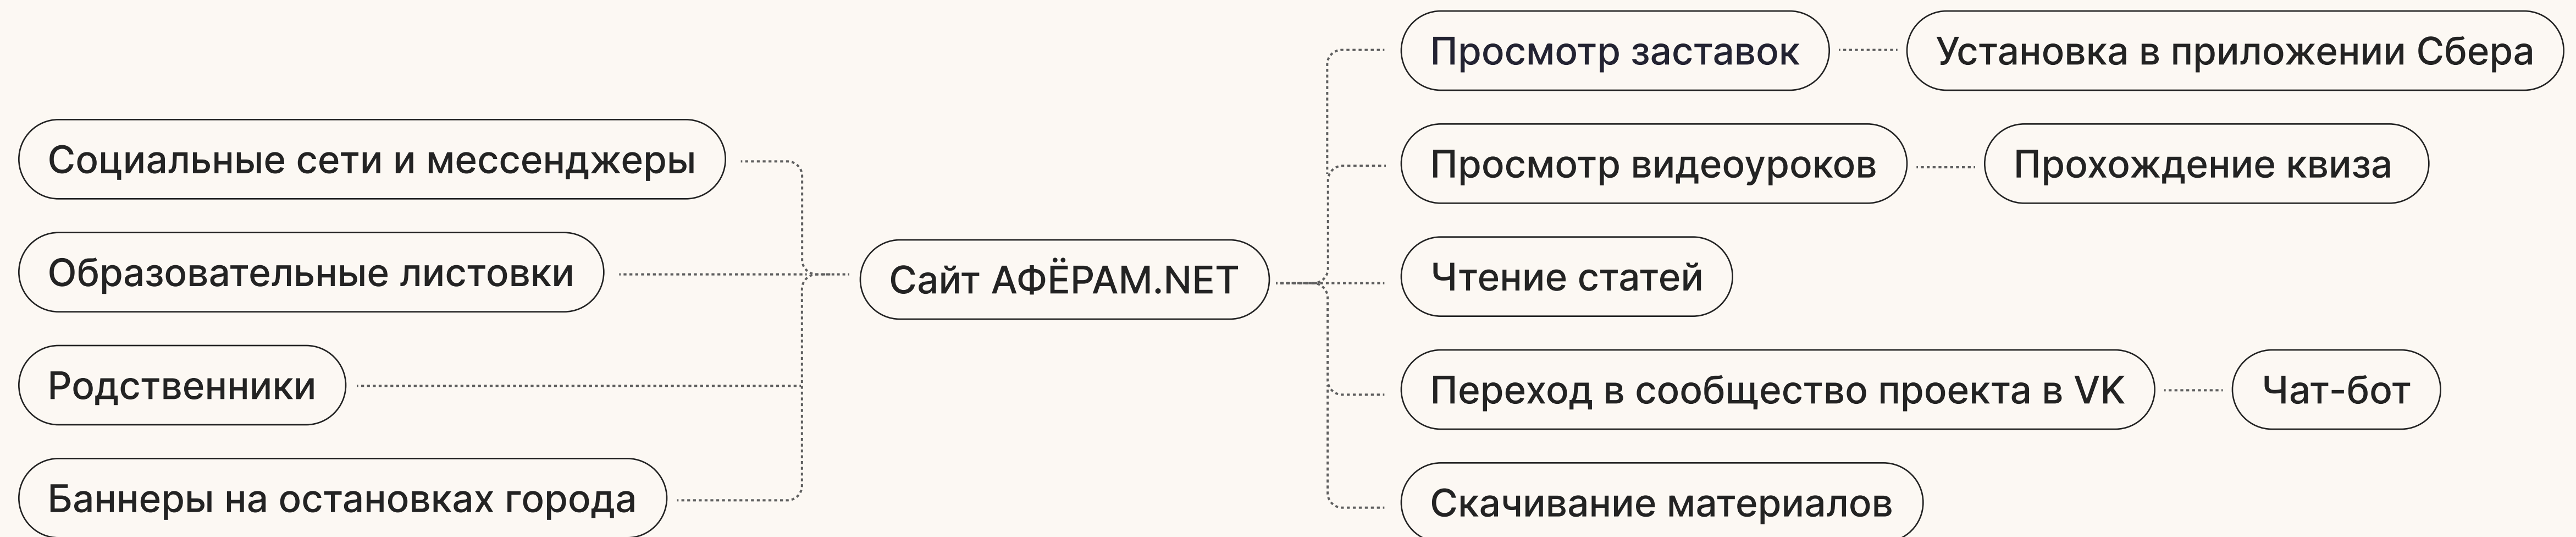 Социальные сети и мессенджеры
Образовательные листовки
Родственники
Баннеры на остановках города
Сайт АФЁРАМ.NET
Просмотр заставок
Установка в приложении Сбера
Просмотр видеоуроков
Прохождение квиза
Чтение статей
Переход в сообщество проекта в VK
Чат-бот
Скачивание материалов